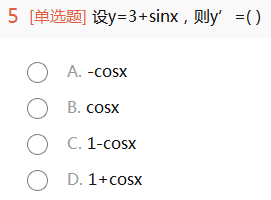 5 [单选题] 设y=3+sinx，则y′=( )
A. -cosx
B. cosx
C. 1-cosx
D. 1+cosx